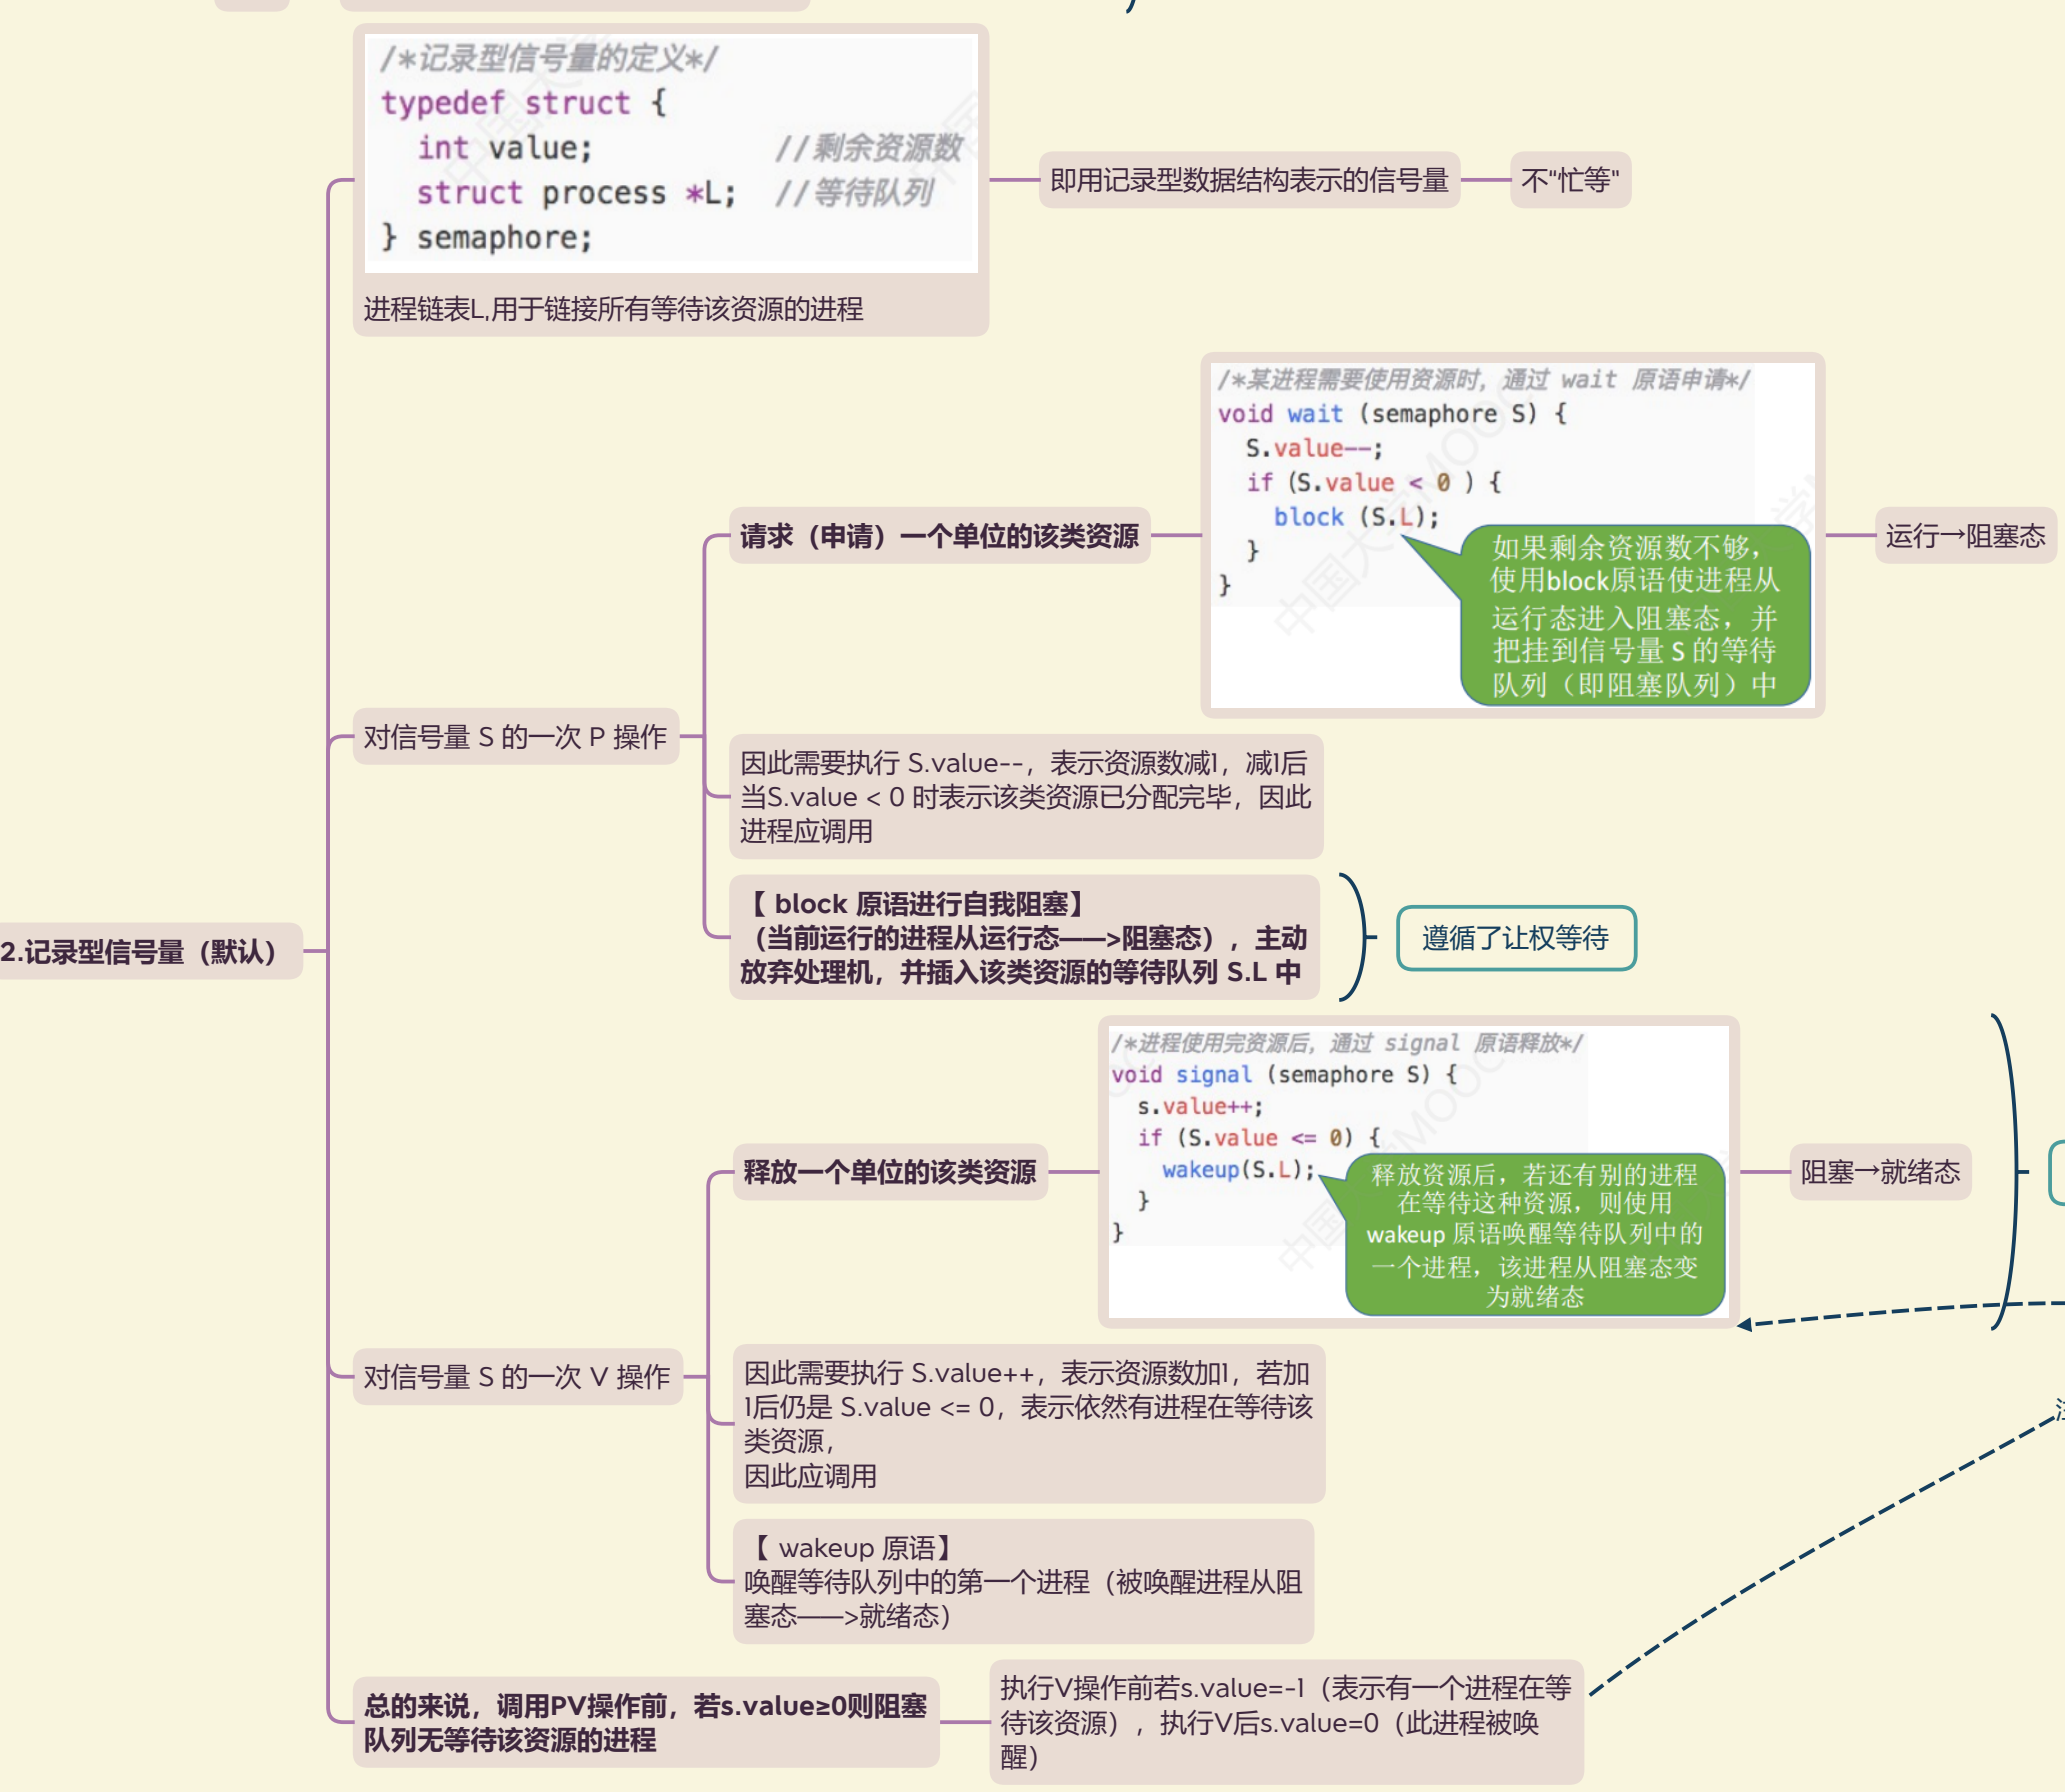 /*记录型信号量的定义*/
typedef struct {
int value; //剩余资源数
struct process *L; //等待队列
} semaphore;
进程链表L,用于链接所有等待该资源的进程
即用记录型数据结构表示的信号量
不"忙等"
/*某进程需要使用资源时，通过 wait 原语申请*/
void wait (semaphore S) {
S.value--;
if (S.value < 0 ) {
block (S.L);
}
}
如果剩余资源数不够，
使用block原语使进程从
运行态进入阻塞态，并
把挂到信号量 S 的等待
队列（即阻塞队列）中
请求（申请）一个单位的该类资源
运行→阻塞态
对信号量 S 的一次 P 操作
因此需要执行 S.value--，表示资源数减1，减1后
当S.value < 0 时表示该类资源已分配完毕，因此
进程应调用
【 block 原语进行自我阻塞】
（当前运行的进程从运行态——>阻塞态），主动
放弃处理机，并插入该类资源的等待队列 S.L 中
遵循了让权等待
2.记录型信号量（默认）
/*进程使用完资源后，通过 signal 原语释放*/
void signal (semaphore S) {
s.value++;
if (S.value <= 0) {
wakeup(S.L);
}
}
释放资源后，若还有别的进程
在等待这种资源，则使用
wakeup 原语唤醒等待队列中的
一个进程，该进程从阻塞态变
为就绪态
释放一个单位的该类资源
阻塞→就绪态
对信号量 S 的一次 V 操作
因此需要执行 S.value++，表示资源数加1，若加
1后仍是 S.value <= 0，表示依然有进程在等待该
类资源，
因此应调用
【 wakeup 原语】
唤醒等待队列中的第一个进程（被唤醒进程从阻
塞态——>就绪态）
总的来说，调用PV操作前，若s.value≥0则阻塞
队列无等待该资源的进程
执行V操作前若s.value=-1（表示有一个进程在等
待该资源），执行V后s.value=0（此进程被唤
醒）